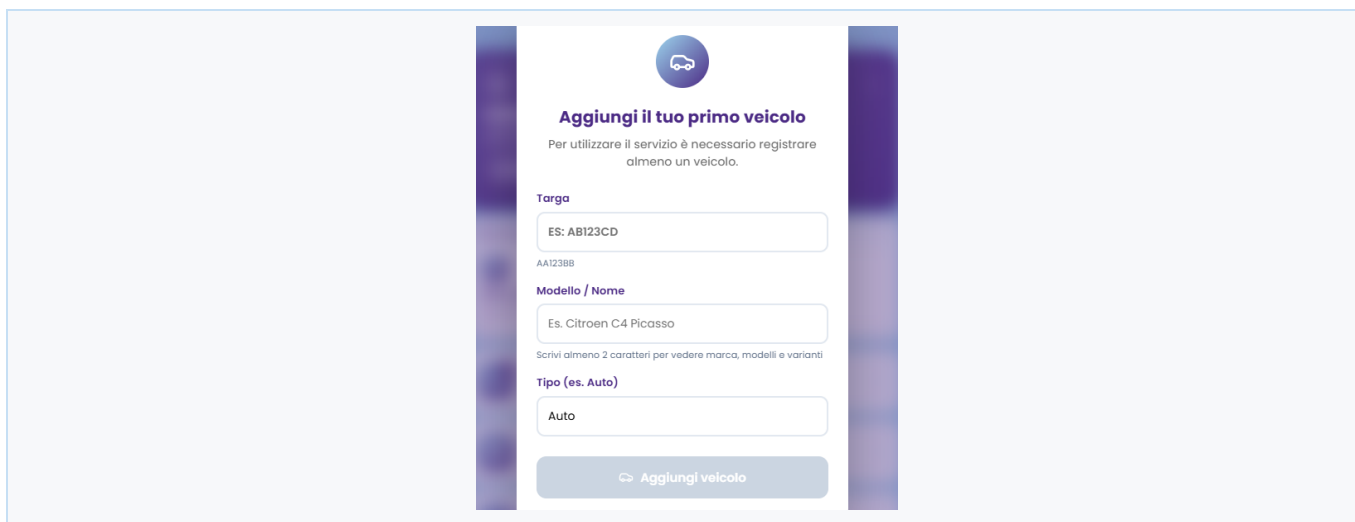 Aggiungi il tuo primo veicolo
Per utilizzare il servizio è necessario registrare
almeno un veicolo.
Targa
ES: AB123CD
AA123BB
Modello / Nome
Es. Citroen C4 Picasso
Scrivi almeno 2 caratteri per vedere marca, modelli e varianti
Tipo (es. Auto)
Auto
Aggiungi veicolo